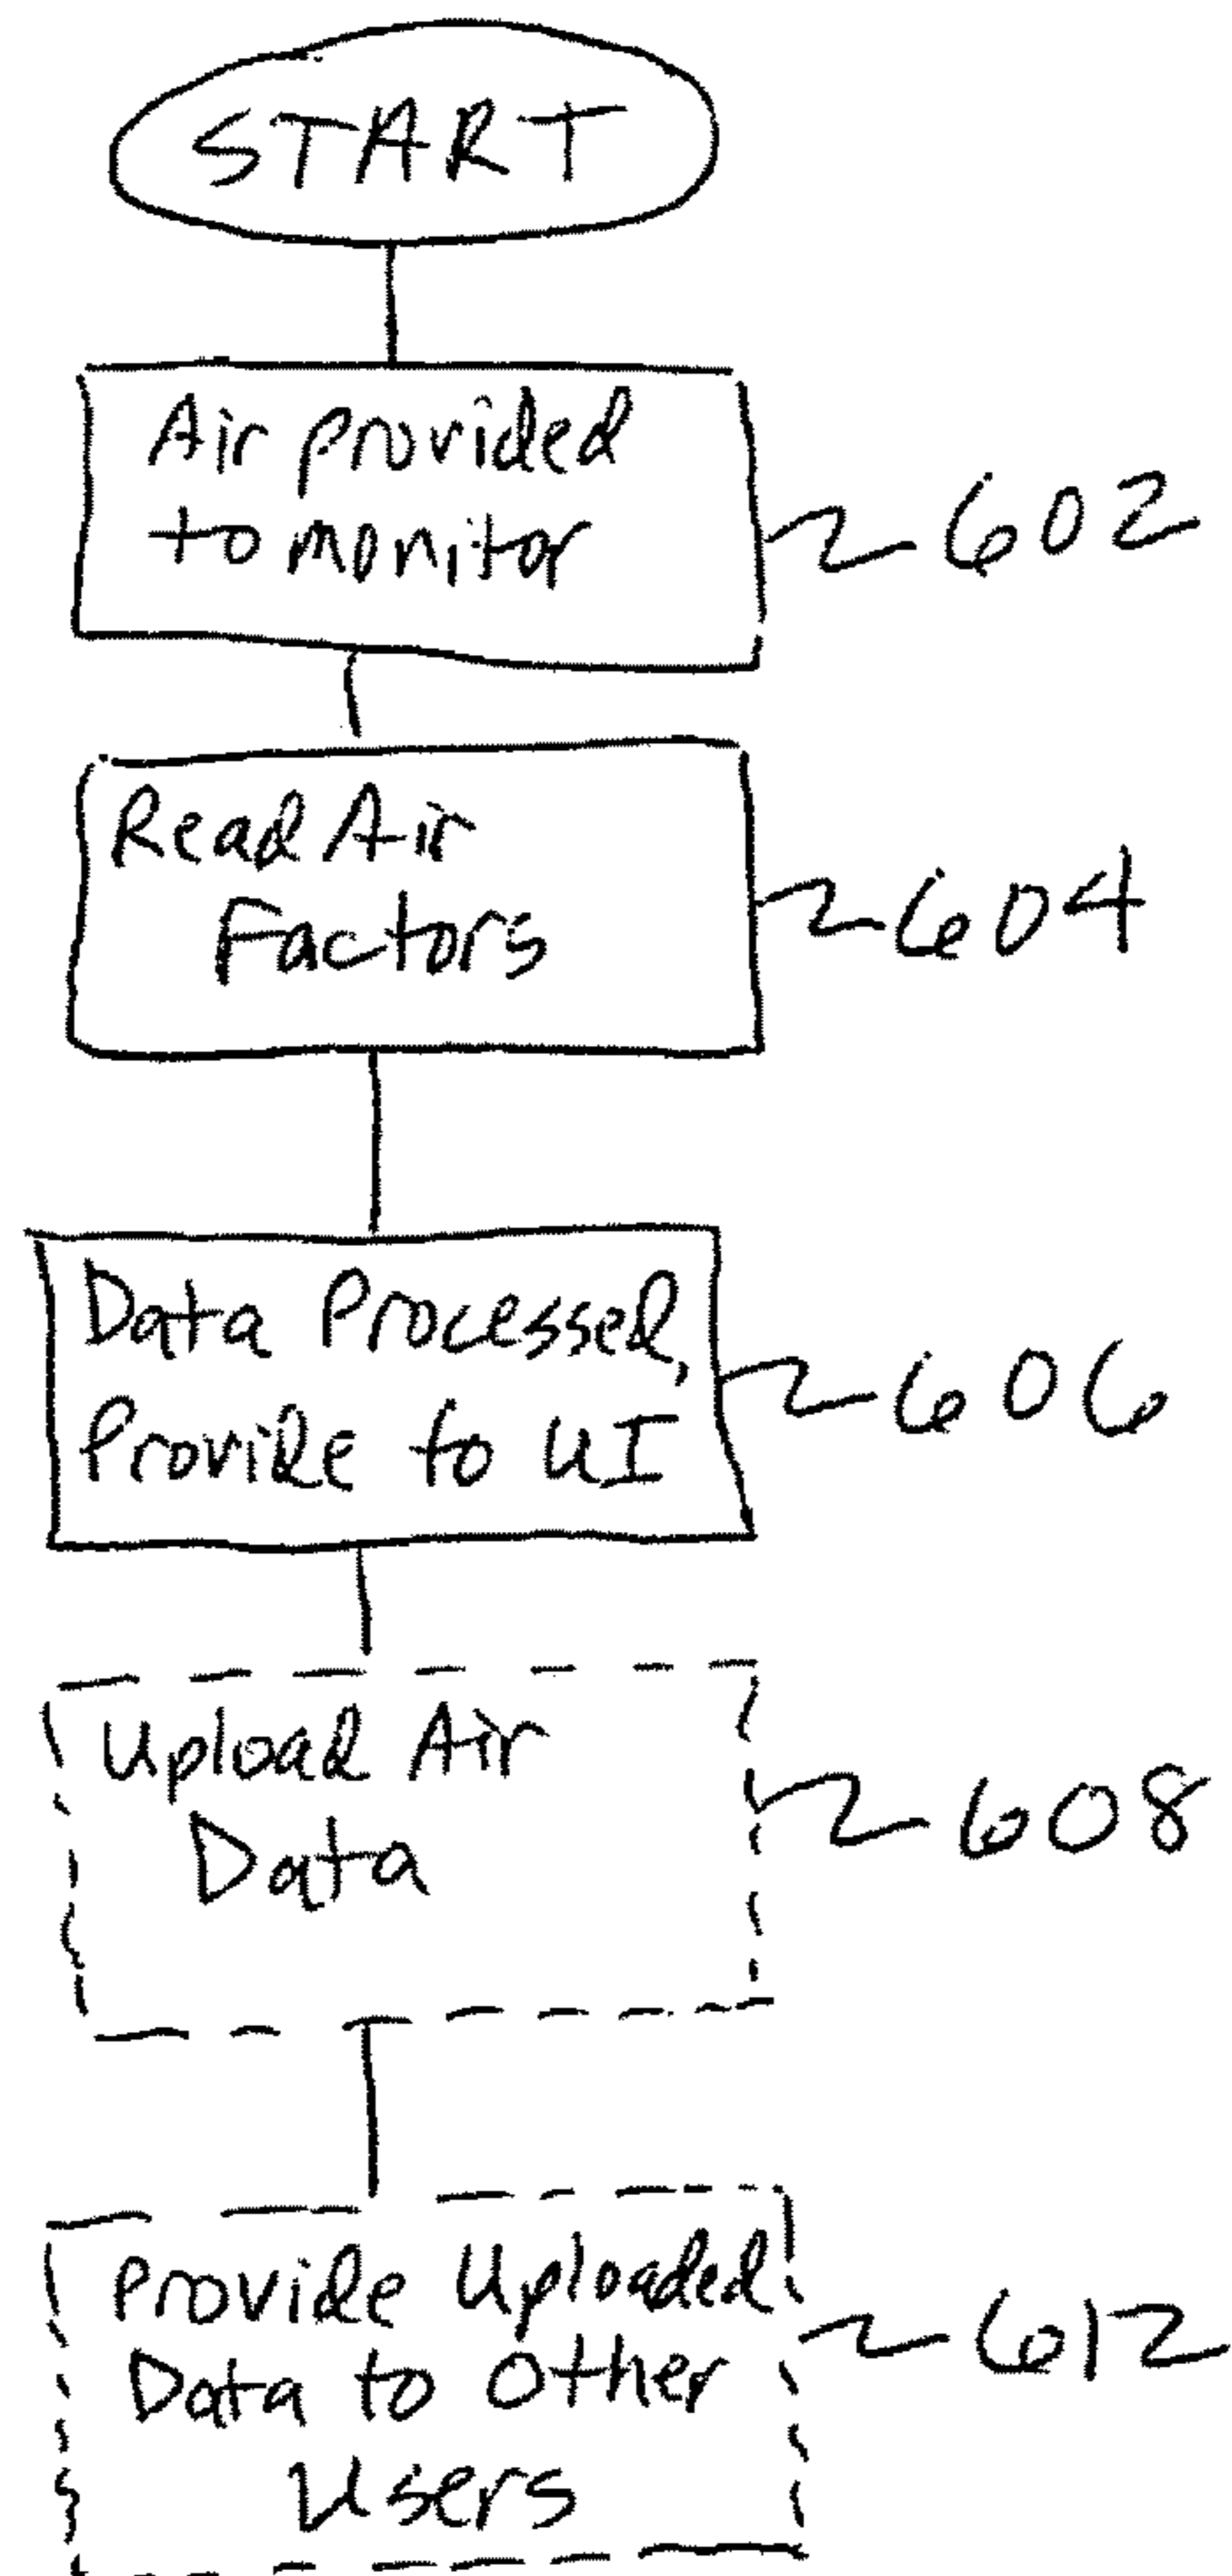 START
Air provided
to monitor
602
Read Air
Factors
604
Data Processed,
Provide to UI
606
Upload Air
Data
608
Provide Uploaded
Data to Other
Users
612